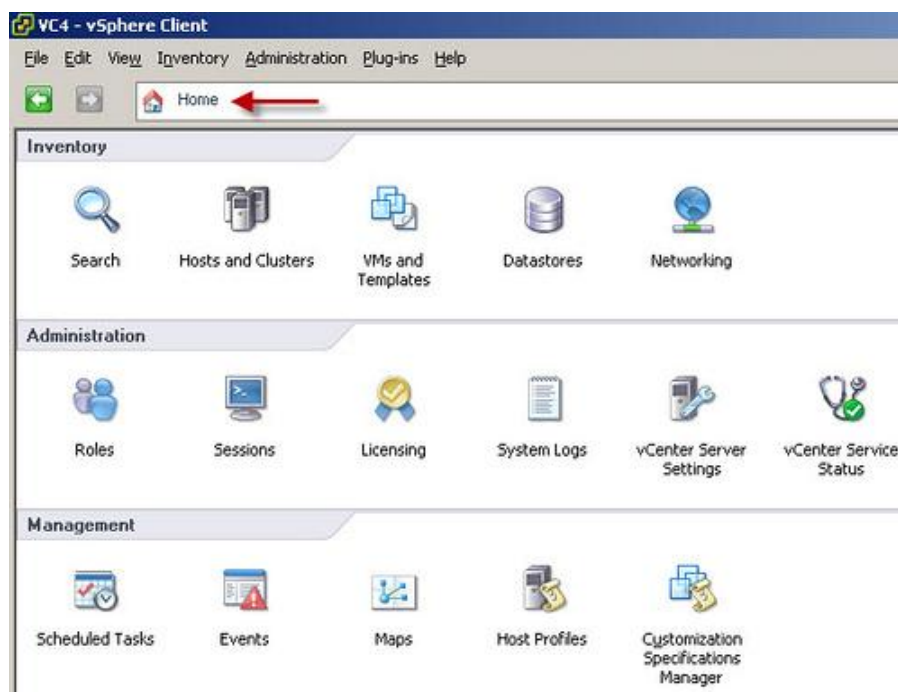 VC4 - vSphere Client
File Edit View Inventory Administration Plug-ins Help
Home
Inventory
Search Hosts and Clusters VMs and Datastores Networking
Templates
Administration
Roles Sessions Licensing System Logs vCenter Server vCenter Service
Settings Status
Management
Scheduled Tasks Events Maps Host Profiles Customization
Specifications
Manager